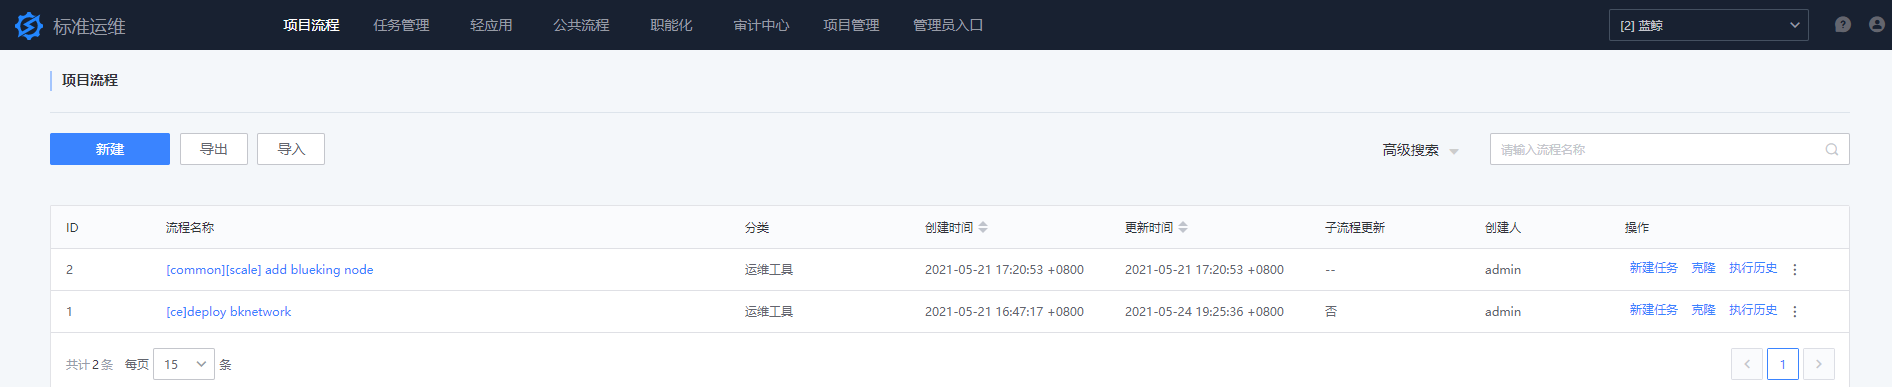 标准运维 项目流程 任务管理 轻应用 公共流程 职能化 审计中心 项目管理 管理员入口 [2] 蓝鲸
项目流程
新建 导出 导入 高级搜索 请输入流程名称
ID 流程名称 分类 创建时间 更新时间 子流程更新 创建人 操作
2 [common][scale] add blueking node 运维工具 2021-05-21 17:20:53 +0800 2021-05-21 17:20:53 +0800 -- admin 新建任务 克隆 执行历史
1 [ce]deploy bknetwork 运维工具 2021-05-21 16:47:17 +0800 2021-05-24 19:25:36 +0800 否 admin 新建任务 克隆 执行历史
共计2条 每页 15 条 1